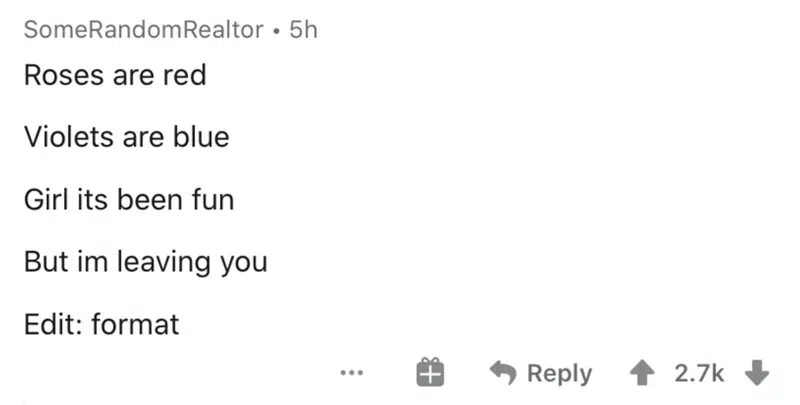 SomeRandomRealtor • 5h
Roses are red
Violets are blue
Girl its been fun
But im leaving you
Edit: format
... Reply 2.7k